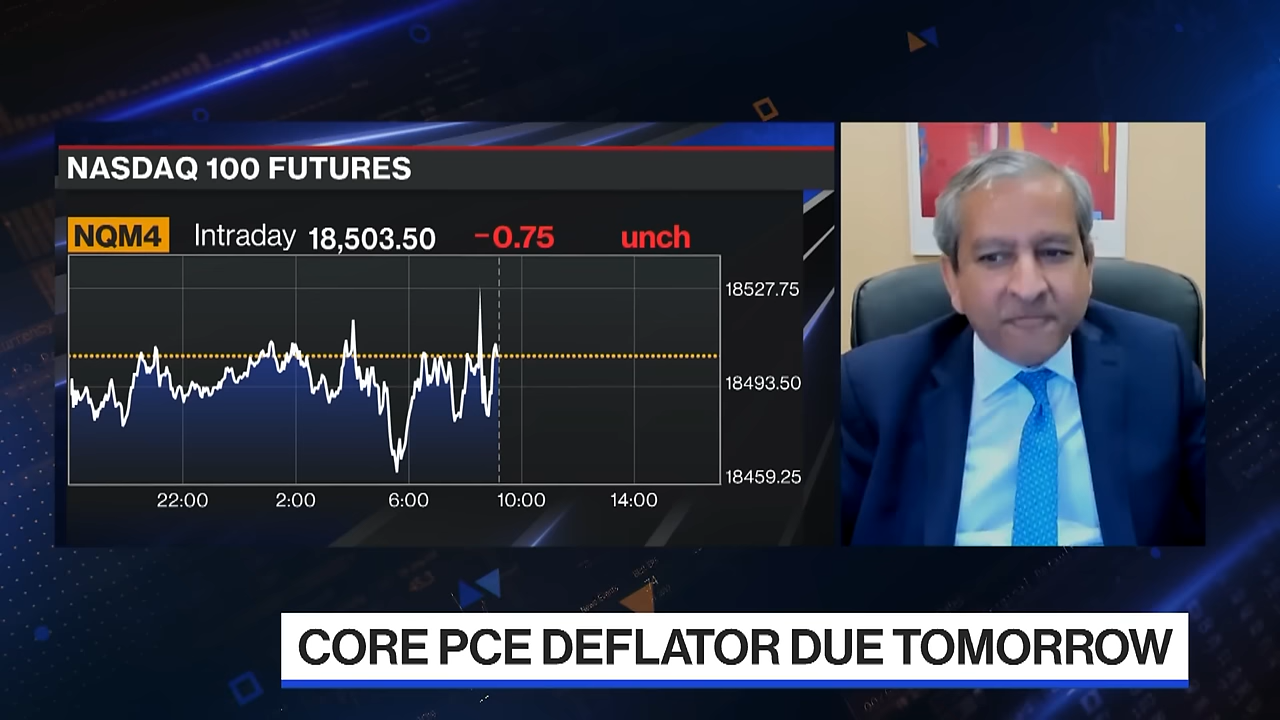 NASDAQ 100 FUTURES
NQM4 Intraday 18,503.50 −0.75 unch
18527.75
18493.50
18459.25
22:00 2:00 6:00 10:00 14:00
CORE PCE DEFLATOR DUE TOMORROW